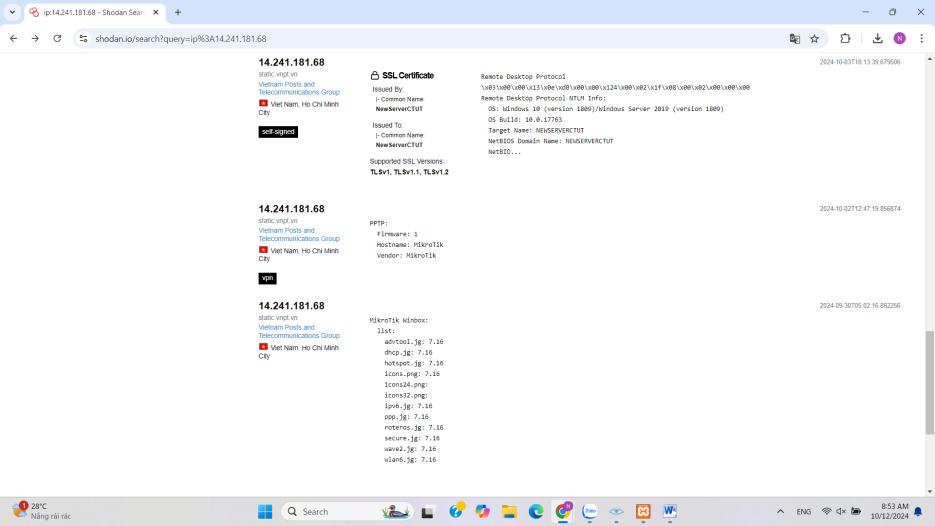 ip:14.241.181.68 - Shodan Sear
shodan.io/search?query=ip%3A14.241.181.68
N
14.241.181.68
static.vnpt.vn
Vietnam Posts and
Telecommunications Group
Viet Nam, Ho Chi Minh
City
self-signed
SSL Certificate
Issued By:
|- Common Name:
NewServerCTUT
Issued To:
|- Common Name:
NewServerCTUT
Supported SSL Versions:
TLSv1, TLSv1.1, TLSv1.2
Remote Desktop Protocol
\x03\x00\x00\x13\x0e\xd0\x00\x00\x124\x00\x02\x1f\x08\x00\x02\x00\x00\x00
Remote Desktop Protocol NTLM Info:
OS: Windows 10 (version 1809)/Windows Server 2019 (version 1809)
OS Build: 10.0.17763
Target Name: NEWSERVERCTUT
NetBIOS Domain Name: NEWSERVERCTUT
NetBIO...
2024-10-03T18:13:39.679506
14.241.181.68
static.vnpt.vn
Vietnam Posts and
Telecommunications Group
Viet Nam, Ho Chi Minh
City
vpn
PPTP:
Firmware: 1
Hostname: MikroTik
Vendor: MikroTik
2024-10-02T12:47:19.856874
14.241.181.68
static.vnpt.vn
Vietnam Posts and
Telecommunications Group
Viet Nam, Ho Chi Minh
City
MikroTik Winbox:
list:
advtool.jg: 7.16
dhcp.jg: 7.16
hotspot.jg: 7.16
icons.png: 7.16
icons24.png:
icons32.png:
ipv6.jg: 7.16
ppp.jg: 7.16
roteros.jg: 7.16
secure.jg: 7.16
wave2.jg: 7.16
wlan6.jg: 7.16
2024-09-30T05:02:16.892256
1
28°C
Nắng rải rác
Search
N
Zalo
ENG
8:53 AM
10/12/2024